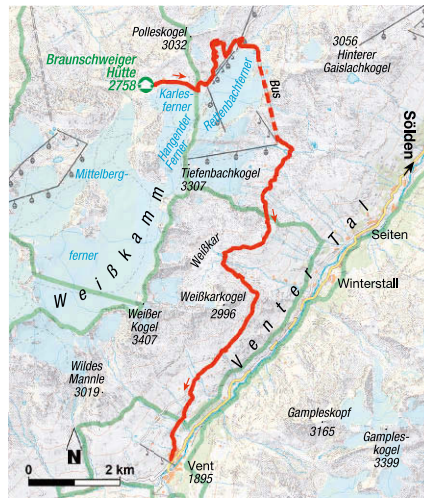 Polleskogel
3032
Braunschweiger
Hütte
2758
3056
Hinterer
Gaislachkogel
Karles-
ferner
Hangender
Ferner
Rettenbachferner
Bus
Sölden
Mittelberg-
ferner
Tiefenbachkogel
3307
Weißkamm
Weißkar
Venter Tal
Seiten
Winterstall
Weißkarkogel
2996
Weißer
Kogel
3407
Wildes
Mannle
3019
Gampleskopf
3165
Gamples-
kogel
3399
N
0 2 km
Vent
1895